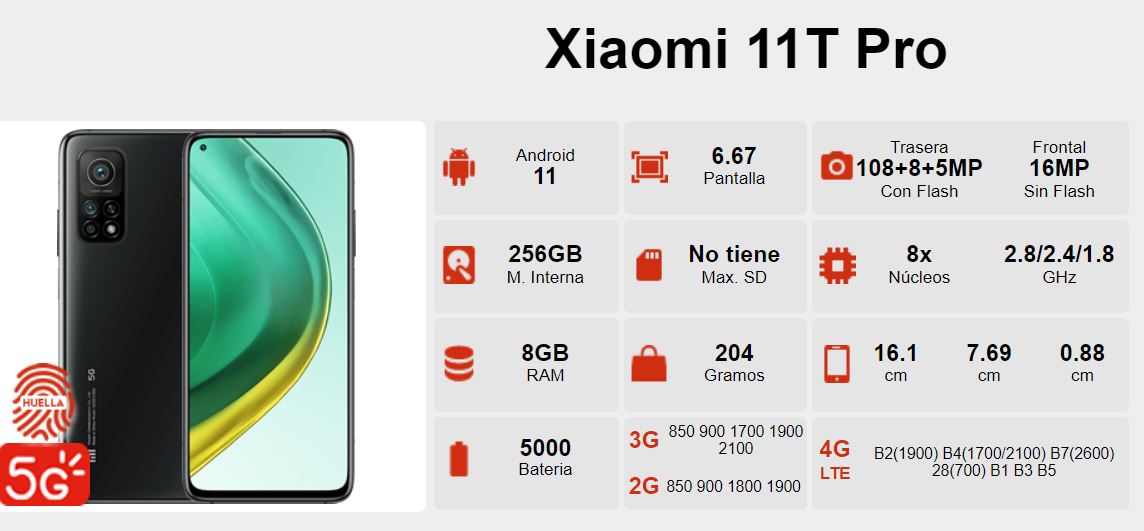 Xiaomi 11T Pro
Android
11
6.67
Pantalla
Trasera
108+8+5MP
Con Flash
Frontal
16MP
Sin Flash
256GB
M. Interna
No tiene
Max. SD
8x
Núcleos
2.8/2.4/1.8
GHz
8GB
RAM
204
Gramos
16.1
cm
7.69
cm
0.88
cm
5000
Bateria
3G
850 900 1700 1900
2100
2G
850 900 1800 1900
4G
LTE
B2(1900) B4(1700/2100) B7(2600)
28(700) B1 B3 B5
HUELLA
5G
5G